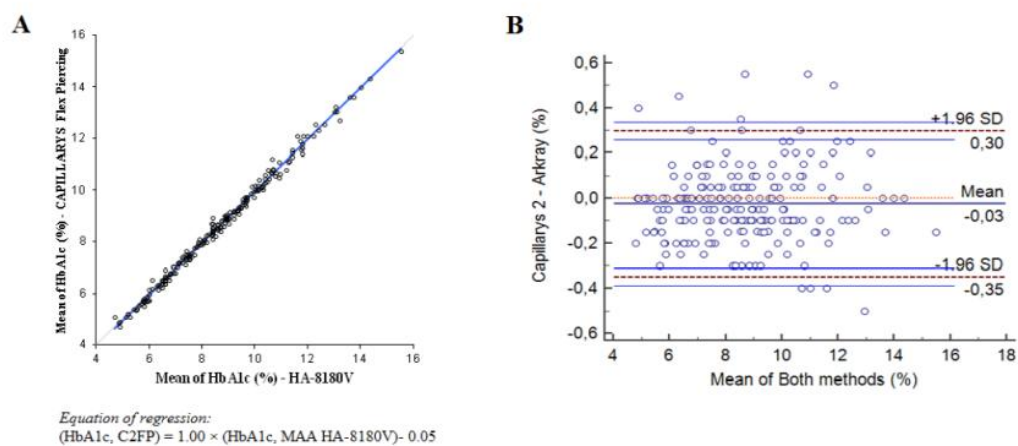 A
B
16
14
12
10
8
6
4
4 6 8 10 12 14 16
Mean of HbA1c (%) - CAPILLARYS Flex Piercing
Mean of HbA1c (%) - HA-8180V
Equation of regression:
(HbA1c, C2FP) = 1.00 × (HbA1c, MAA HA-8180V)- 0.05
0,6
0,4
0,2
0,0
-0,2
-0,4
-0,6
Capillarys 2 - Arkray (%)
+1.96 SD
0,30
Mean
-0,03
-1.96 SD
-0,35
4 6 8 10 12 14 16 18
Mean of Both methods (%)